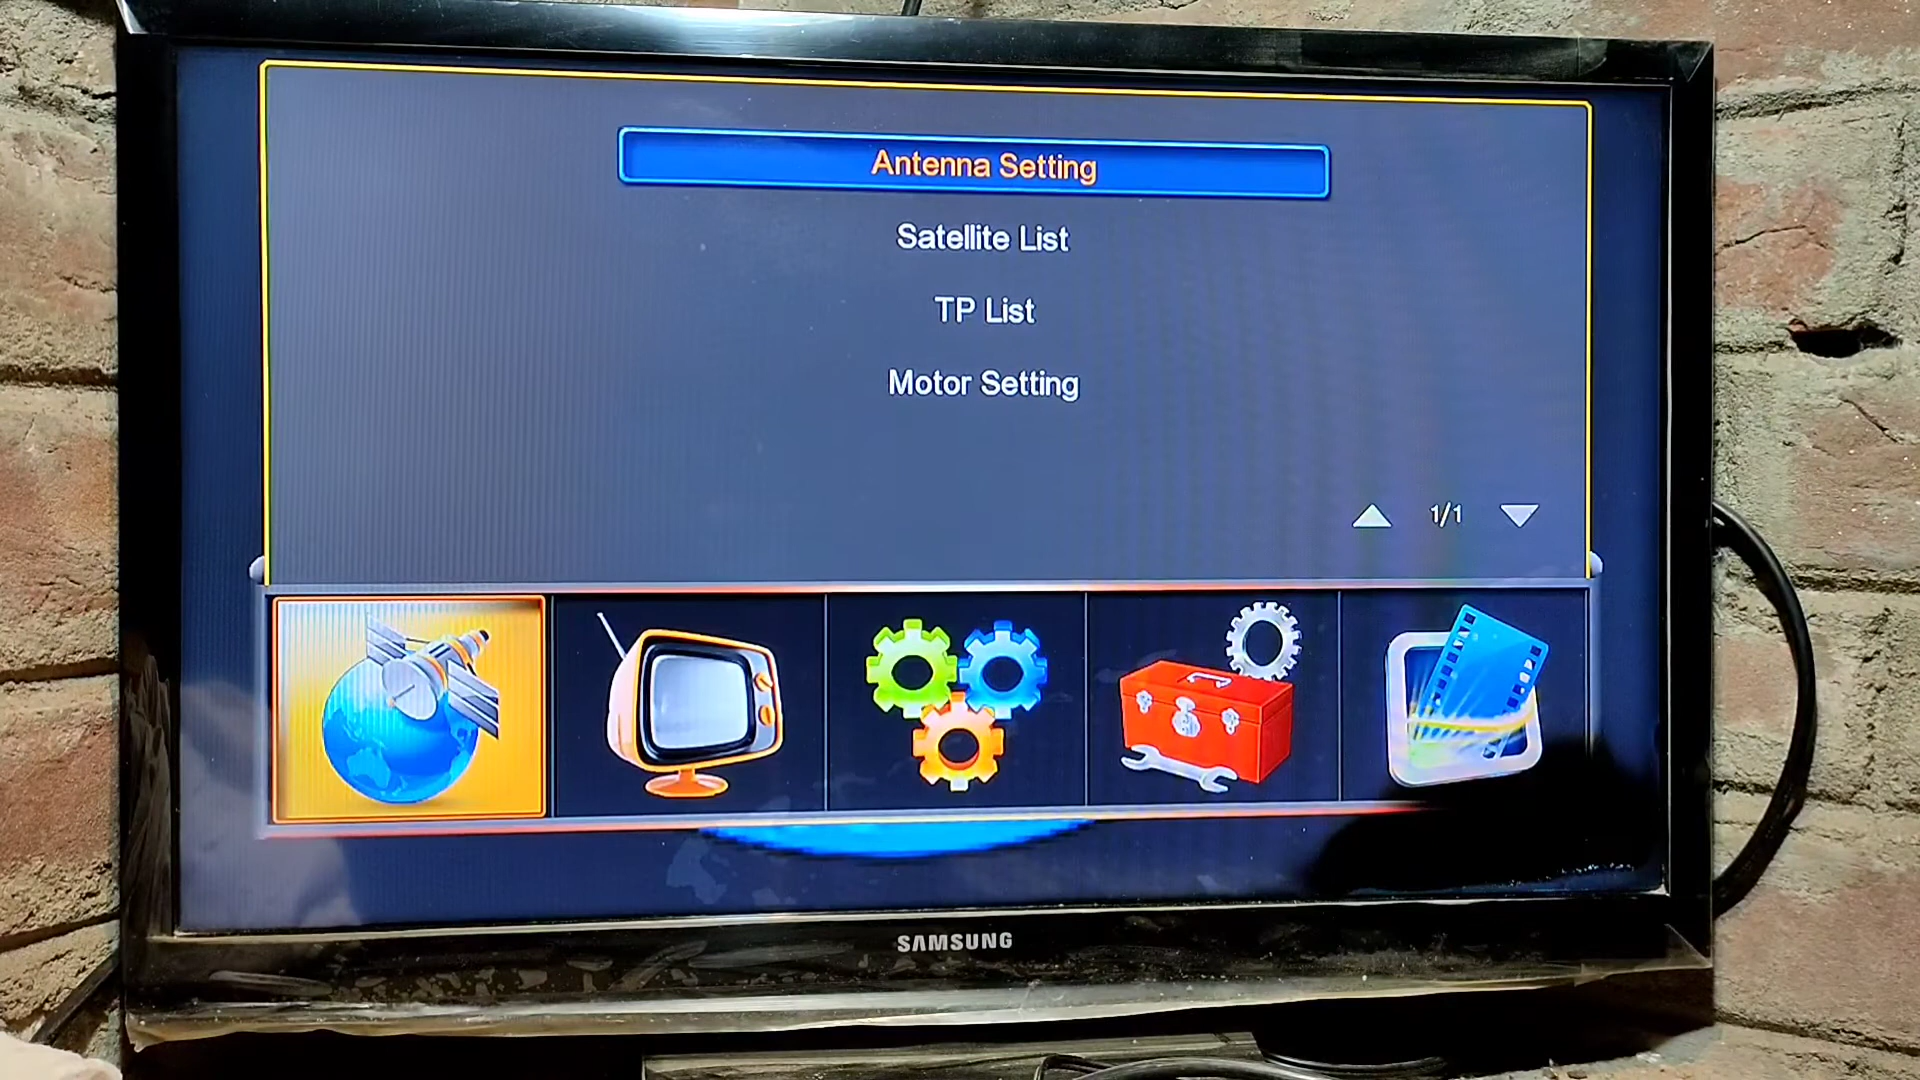 Antenna Setting
Satellite List
TP List
Motor Setting
1/1
SAMSUNG